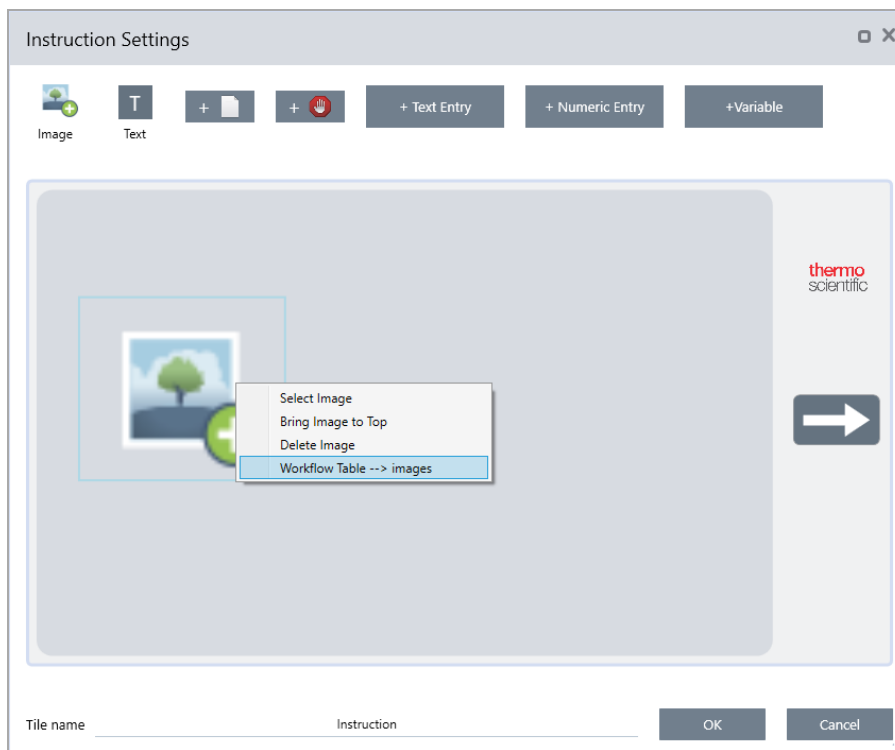 Instruction Settings
T
+
+
+ Text Entry
+ Numeric Entry
+Variable
Image
Text
thermo
scientific
Select Image
Bring Image to Top
Delete Image
Workflow Table --> images
Tile name
Instruction
OK
Cancel